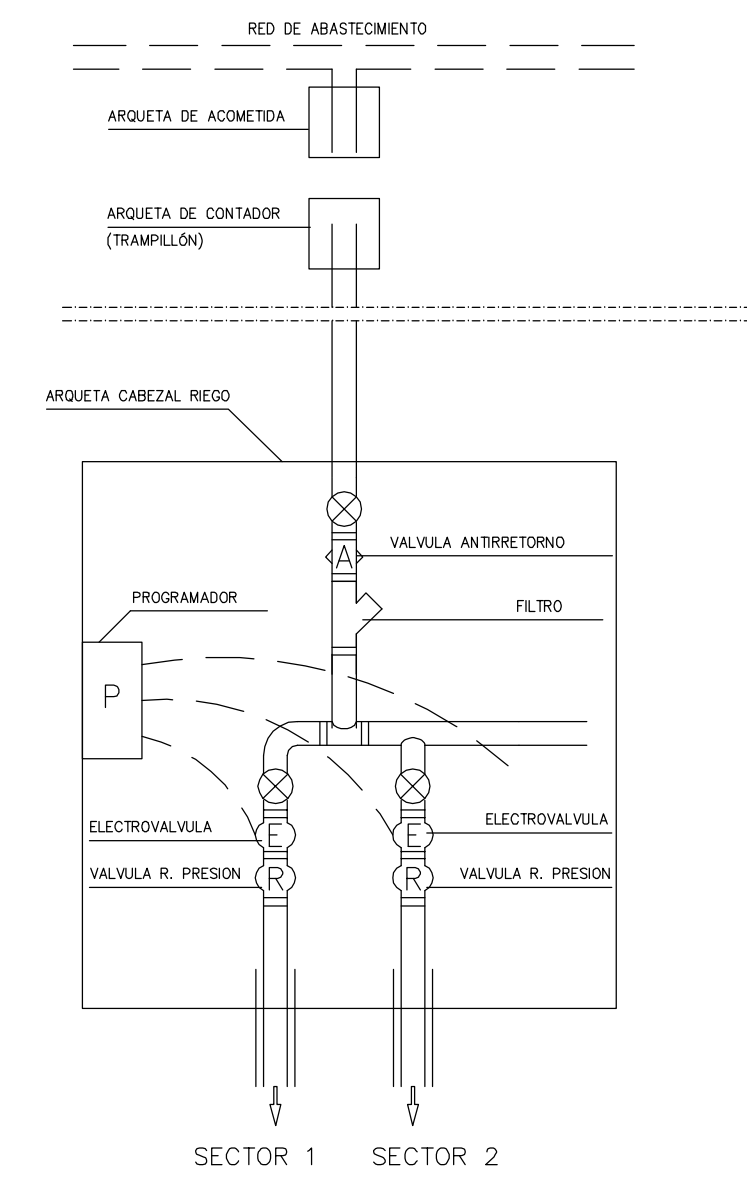 RED DE ABASTECIMIENTO
ARQUETA DE ACOMETIDA
ARQUETA DE CONTADOR
(TRAMPILLÓN)
ARQUETA CABEZAL RIEGO
A
VALVULA ANTIRRETORNO
PROGRAMADOR
FILTRO
P
ELECTROVALVULA
E
E
ELECTROVALVULA
VALVULA R. PRESION
R
R
VALVULA R. PRESION
SECTOR 1
SECTOR 2